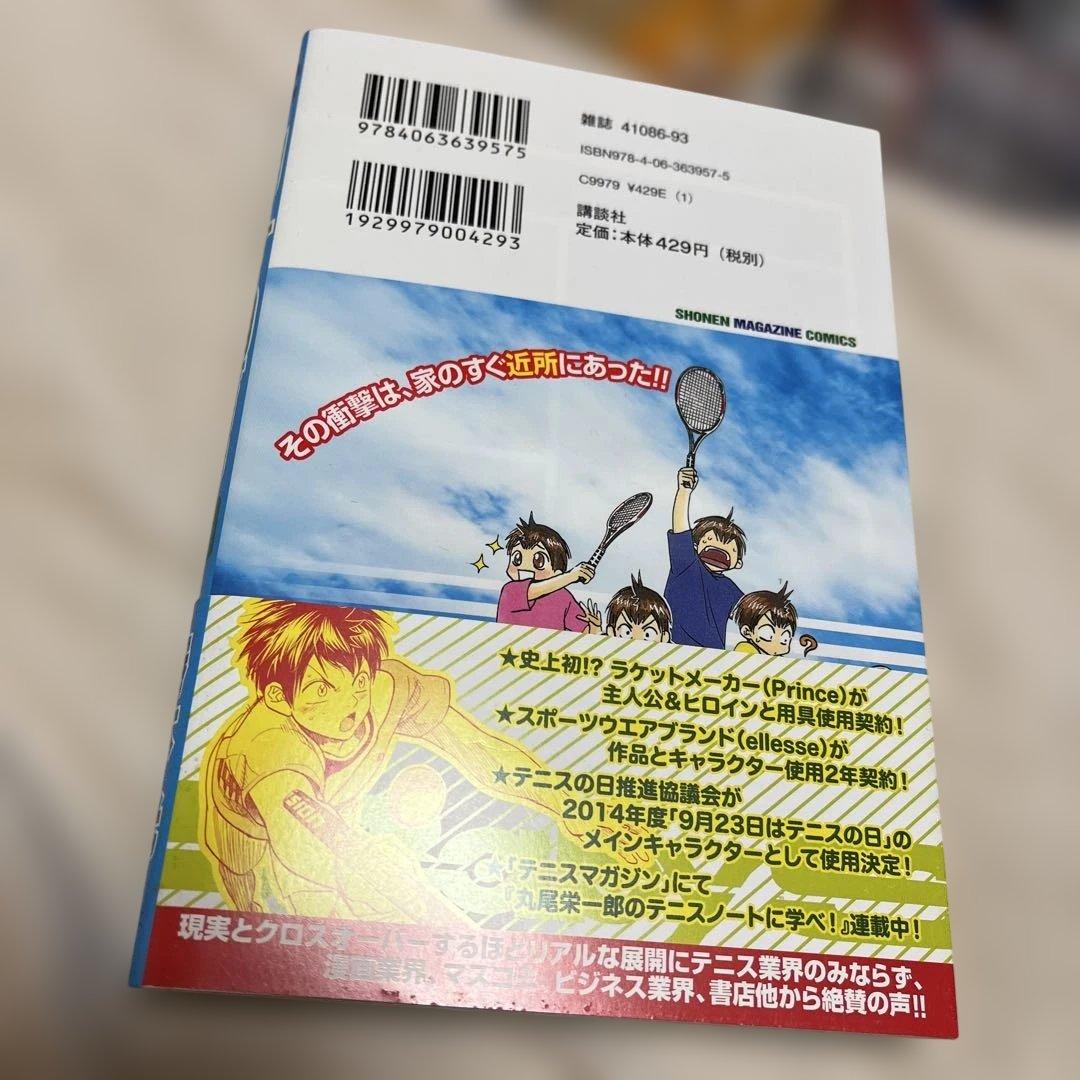 9784063639575
1929979004293
雑誌 41086-93
ISBN978-4-06-363957-5
C9979 ¥429E (1)
講談社
定価:本体429円(税別)
SHONEN MAGAZINE COMICS
その衝撃は、家のすぐ近所にあった!!
?
★史上初!? ラケットメーカー(Prince)が
主人公&ヒロインと用具使用契約!
★スポーツウエアブランド(ellesse)が
作品とキャラクター使用2年契約!
★テニスの日推進協議会が
2014年度「9月23日はテニスの日」の
メインキャラクターとして使用決定!
★「テニスマガジン」にて
『丸尾栄一郎のテニスノートに学べ!』連載中!
現実とクロスオーバーするほどリアルな展開にテニス業界のみならず、
漫画業界、マスコミ、ビジネス業界、書店他から絶賛の声!!